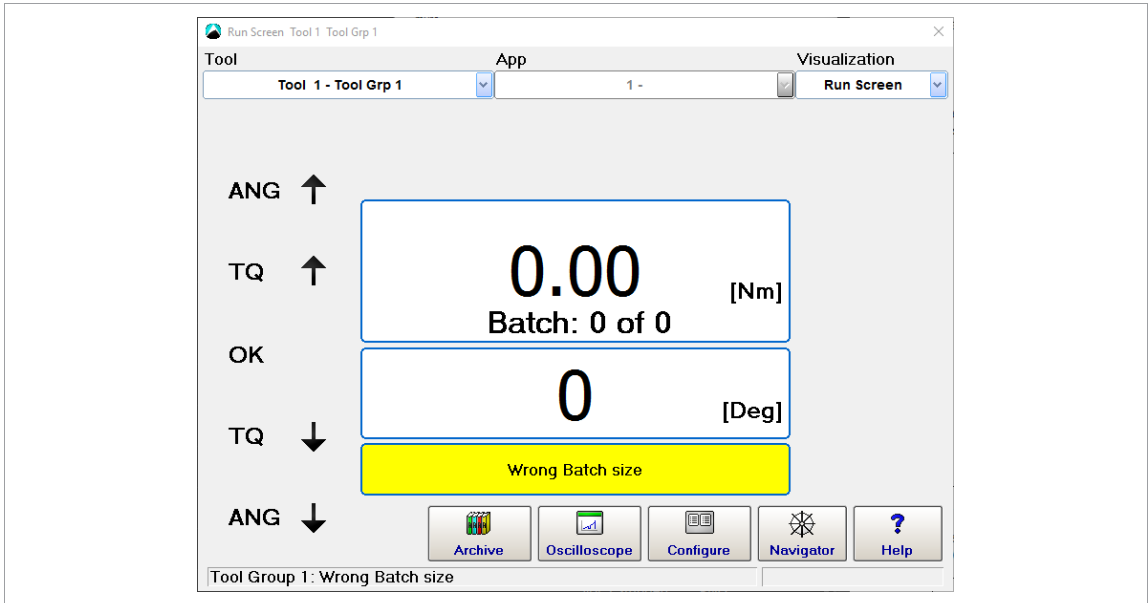 Run Screen Tool 1 Tool Grp 1
Tool App Visualization
Tool 1 - Tool Grp 1 1 - Run Screen
ANG
TQ
0.00 [Nm]
Batch: 0 of 0
OK
0 [Deg]
TQ
Wrong Batch size
ANG
Archive Oscilloscope Configure Navigator ? Help
Tool Group 1: Wrong Batch size